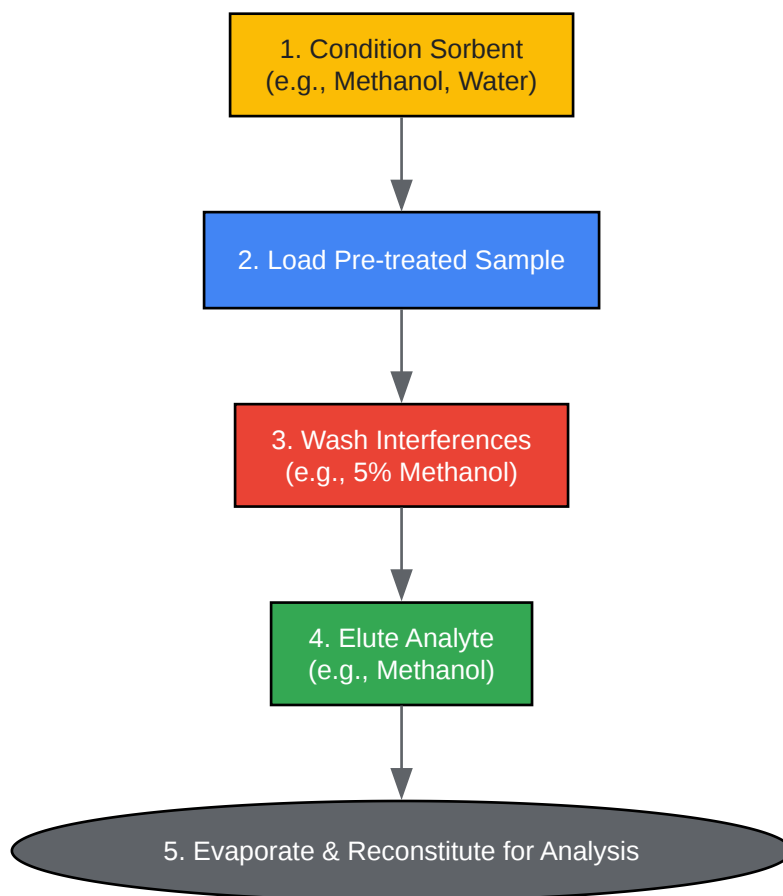 1. Condition Sorbent
(e.g., Methanol, Water)
2. Load Pre-treated Sample
3. Wash Interferences
(e.g., 5% Methanol)
4. Elute Analyte
(e.g., Methanol)
5. Evaporate & Reconstitute for Analysis